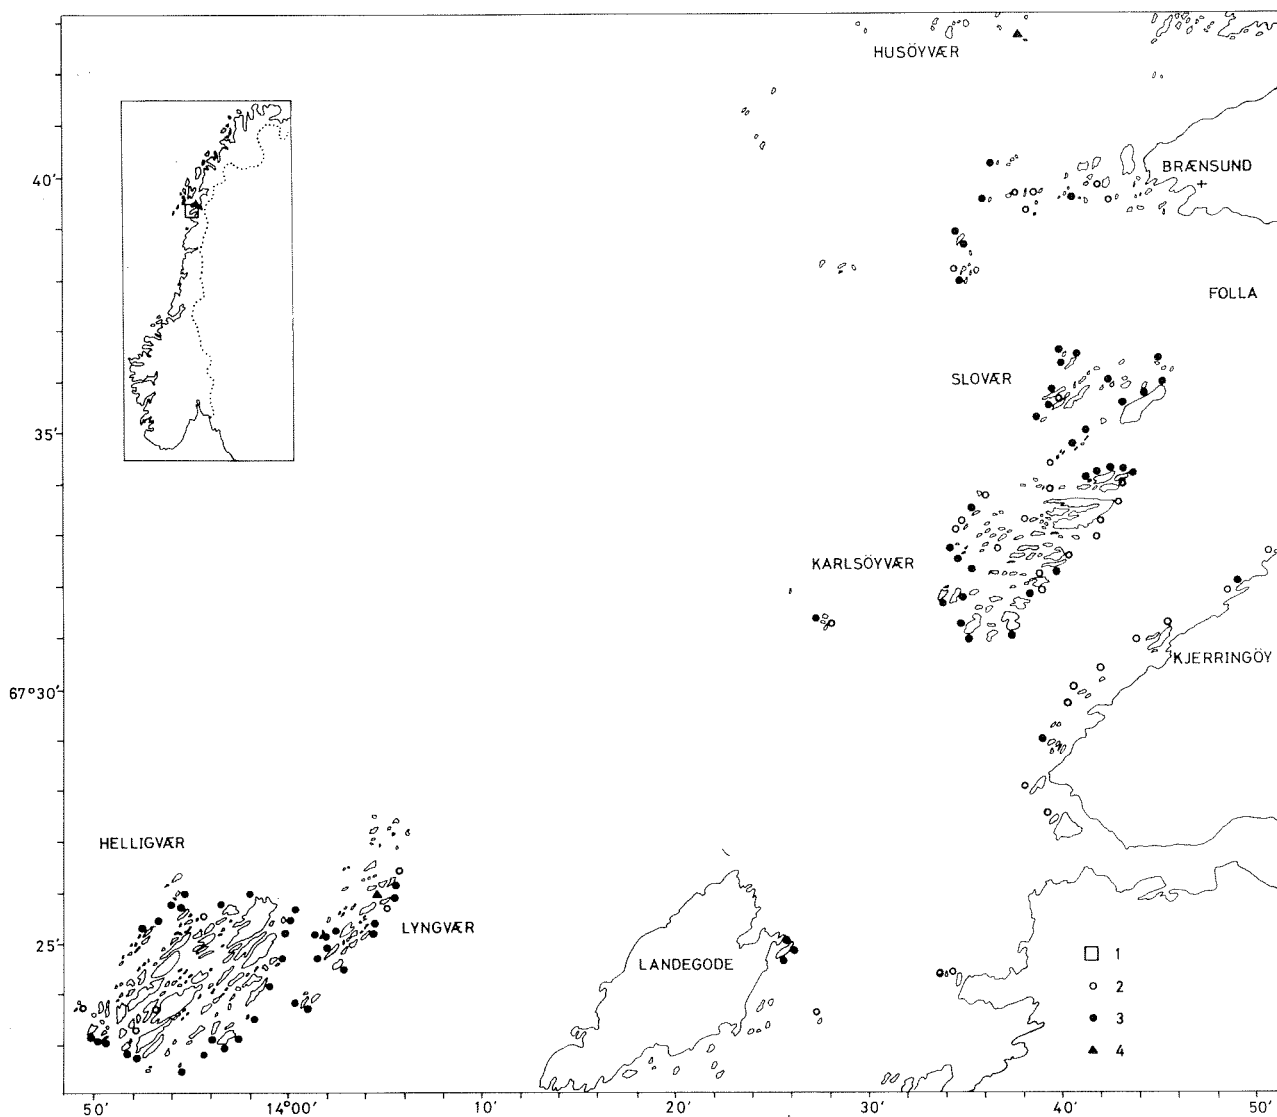 HUSÖYVÆR
BRÆNSUND
40'
FOLLA
SLOVÆR
35'
KARLSÖYVÆR
KJERRINGÖY
67°30'
HELLIGVÆR
LYNGVÆR
25'
LANDEGODE
1
2
3
4
50' 14°00' 10' 20' 30' 40' 50'